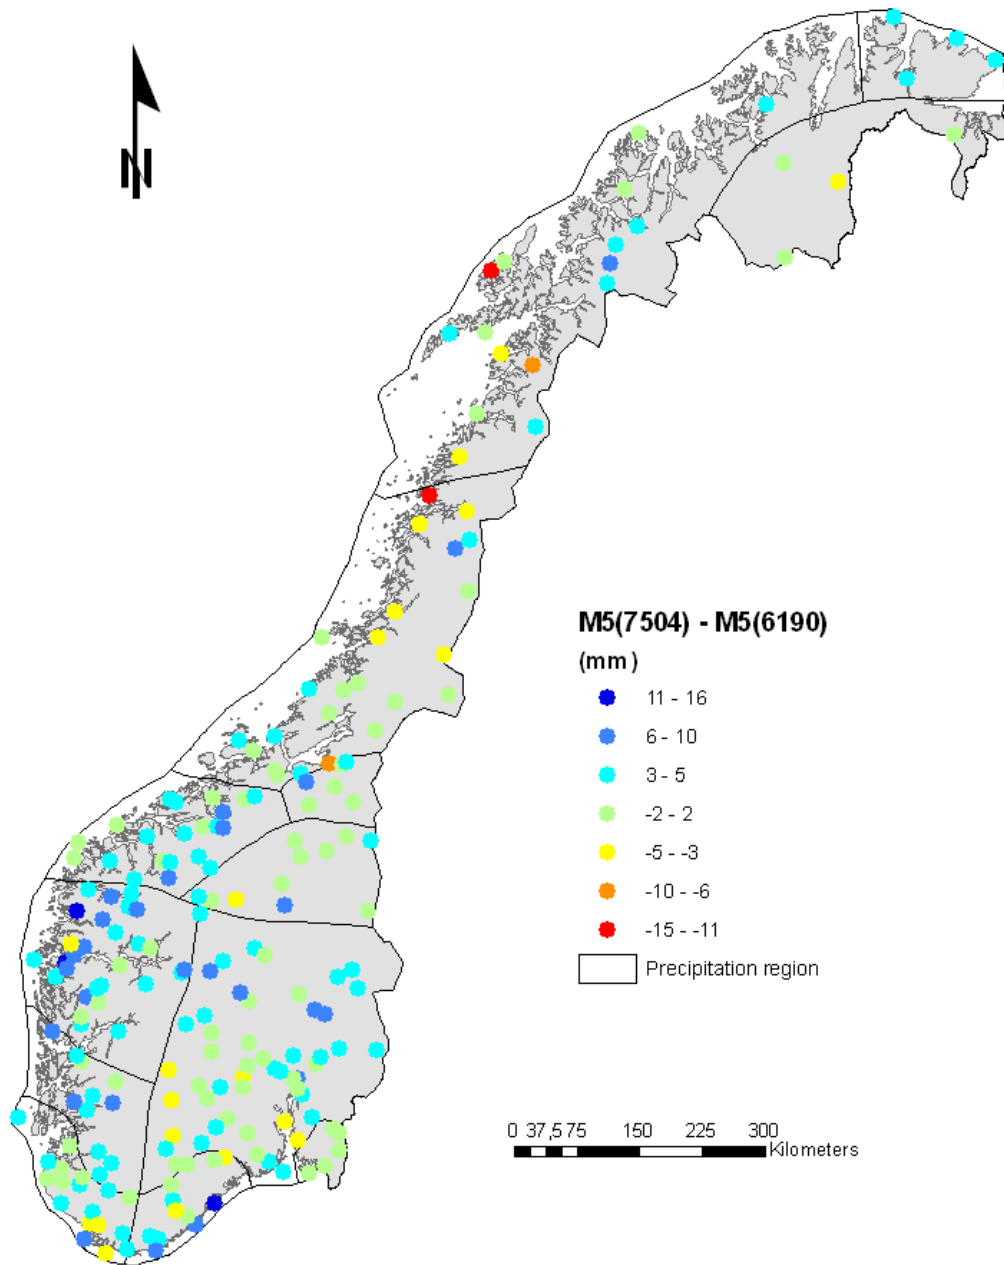 N
M5(7504) - M5(6190)
(mm)
11 - 16
6 - 10
3 - 5
-2 - 2
-5 - -3
-10 - -6
-15 - -11
Precipitation region
0 37,5 75 150 225 300
Kilometers